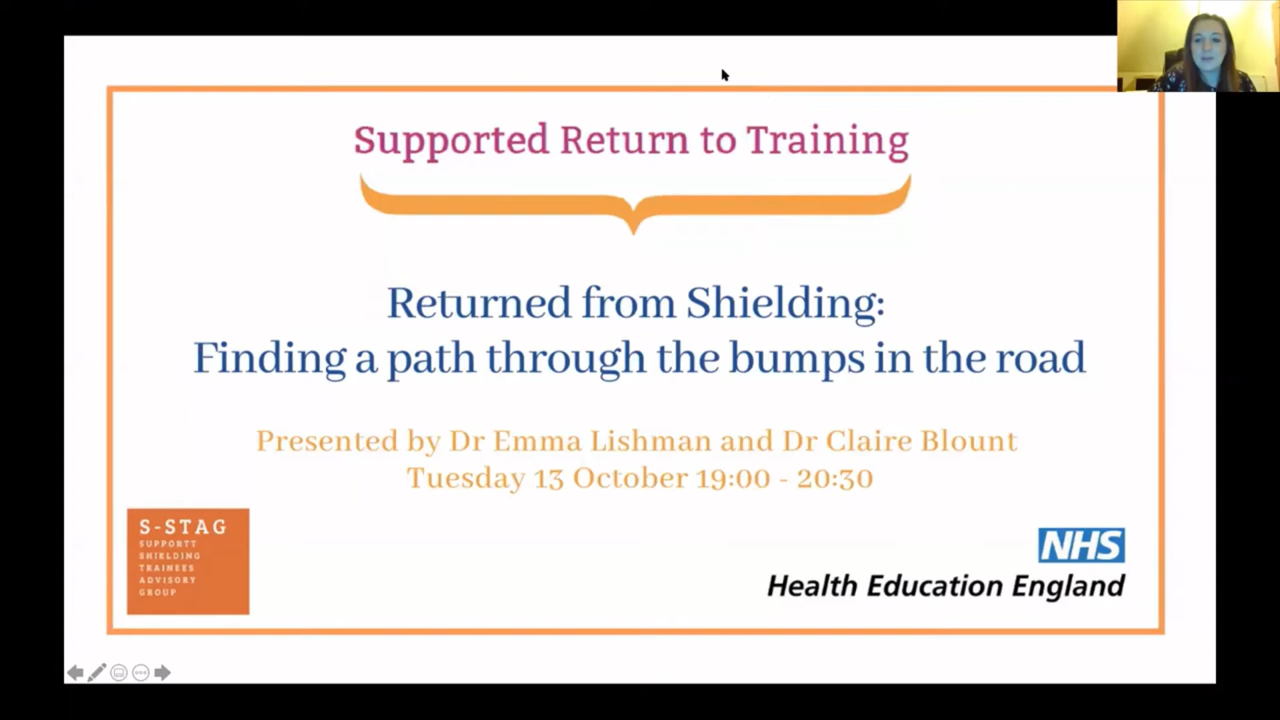 Supported Return to Training
Returned from Shielding:
Finding a path through the bumps in the road
Presented by Dr Emma Lishman and Dr Claire Blount
Tuesday 13 October 19:00 - 20:30
S-STAG
SUPPORTT
SHIELDING
TRAINEES
ADVISORY
GROUP
NHS
Health Education England